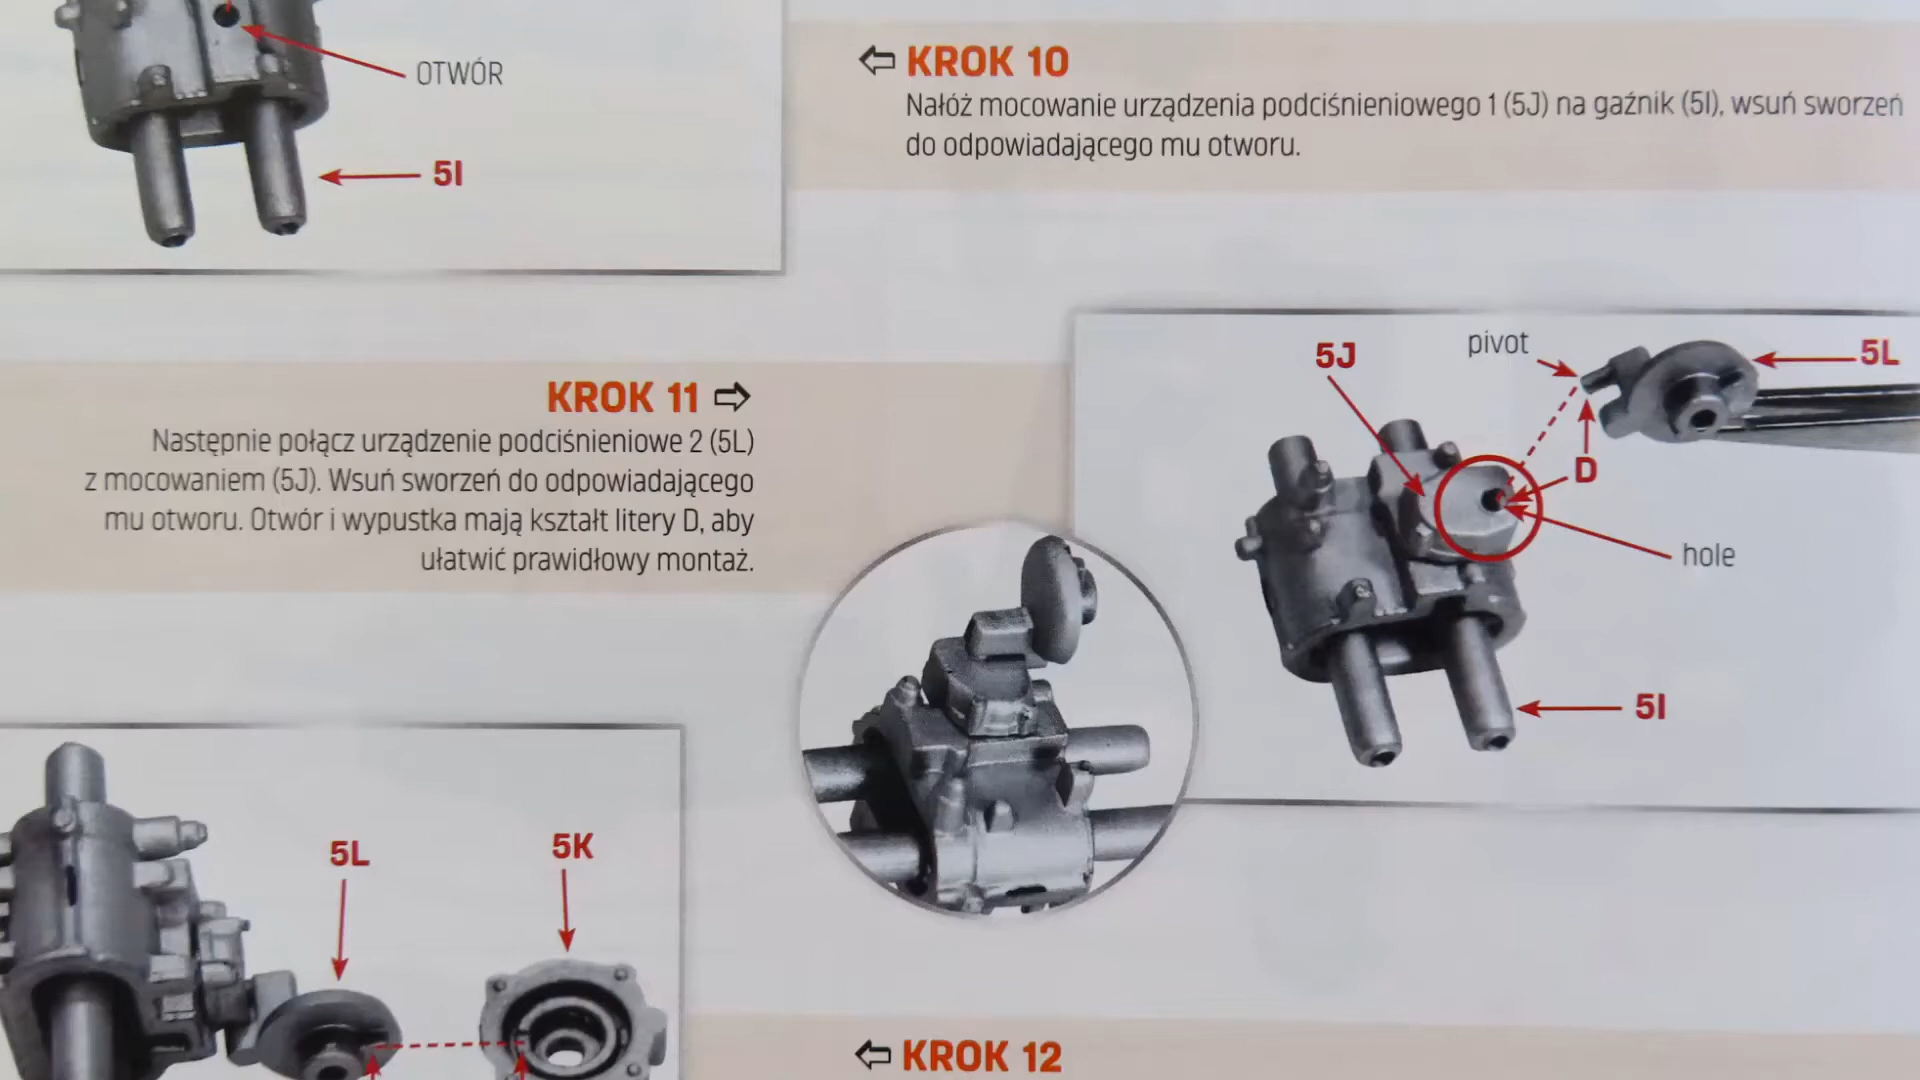 OTWÓR
5I
KROK 10
Nałóż mocowanie urządzenia podciśnieniowego 1 (5J) na gaźnik (5I), wsuń sworzeń
do odpowiadającego mu otworu.
KROK 11
Następnie połącz urządzenie podciśnieniowe 2 (5L)
z mocowaniem (5J). Wsuń sworzeń do odpowiadającego
mu otworu. Otwór i wypustka mają kształt litery D, aby
ułatwić prawidłowy montaż.
5J
pivot
5L
D
hole
5I
5L
5K
KROK 12